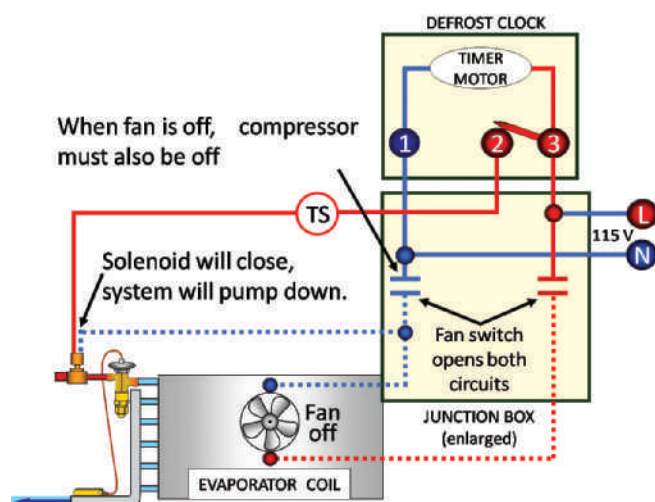 DEFROST CLOCK
TIMER
MOTOR
When fan is off, compressor
must also be off
1
2
3
TS
L
115 V
N
Solenoid will close,
system will pump down.
Fan switch
opens both
circuits
Fan
off
JUNCTION BOX
(enlarged)
EVAPORATOR COIL